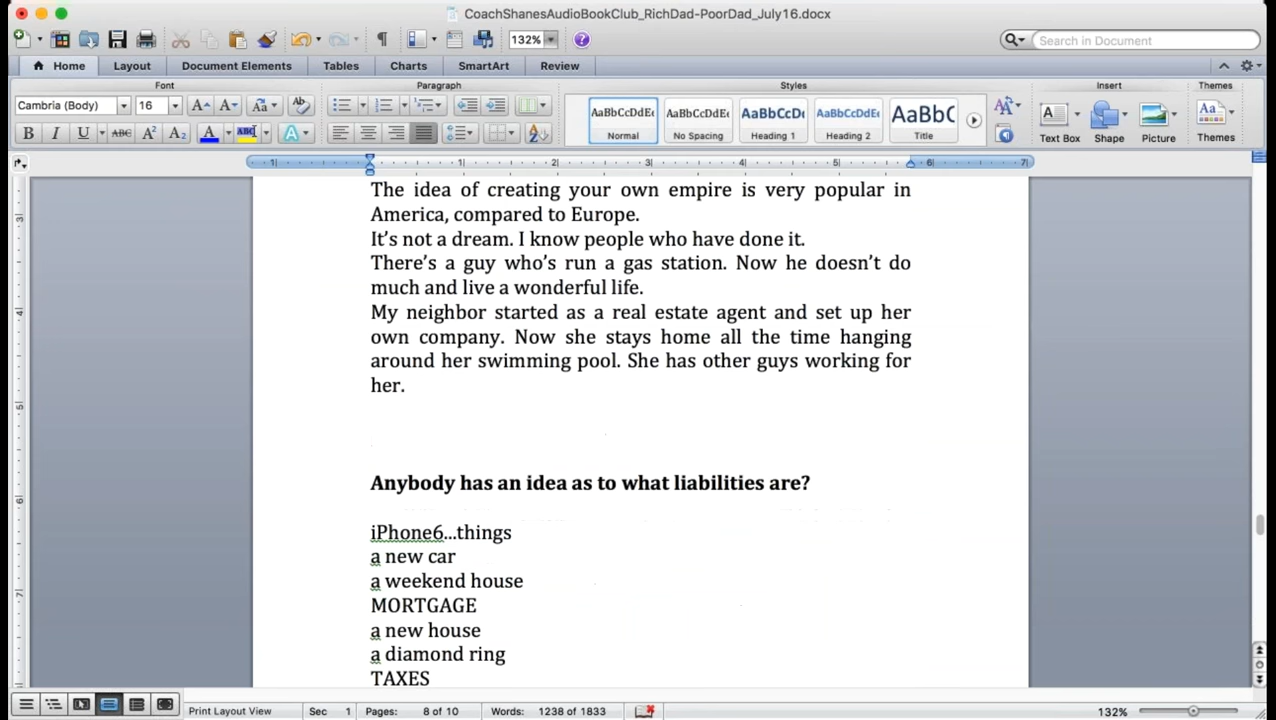 CoachShanesAudioBookClub_RichDad-PoorDad_July16.docx
132%
Search in Document
Home Layout Document Elements Tables Charts SmartArt Review
Font Paragraph Styles Insert Themes
Cambria (Body) 16
AaBbCcDdEe AaBbCcDdEe AaBbCcDd AaBbCcDdEe AaBbC
Normal No Spacing Heading 1 Heading 2 Title
Text Box Shape Picture Themes
The idea of creating your own empire is very popular in
America, compared to Europe.
It’s not a dream. I know people who have done it.
There’s a guy who’s run a gas station. Now he doesn’t do
much and live a wonderful life.
My neighbor started as a real estate agent and set up her
own company. Now she stays home all the time hanging
around her swimming pool. She has other guys working for
her.
Anybody has an idea as to what liabilities are?
iPhone6...things
a new car
a weekend house
MORTGAGE
a new house
a diamond ring
TAXES
Print Layout View Sec 1 Pages: 8 of 10 Words: 1238 of 1833 132%